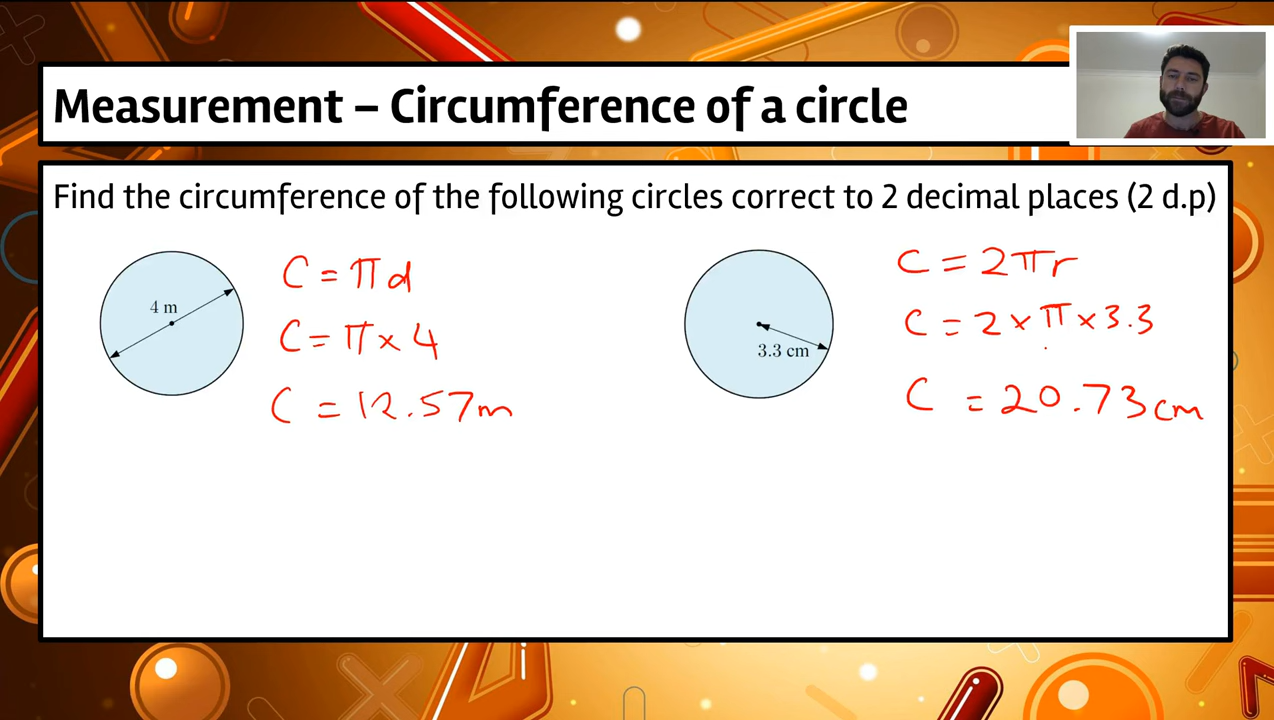 Measurement – Circumference of a circle
Find the circumference of the following circles correct to 2 decimal places (2 d.p)
4 m
C = πd
C = π × 4
C = 12.57m
3.3 cm
C = 2πr
C = 2 × π × 3.3
C = 20.73cm